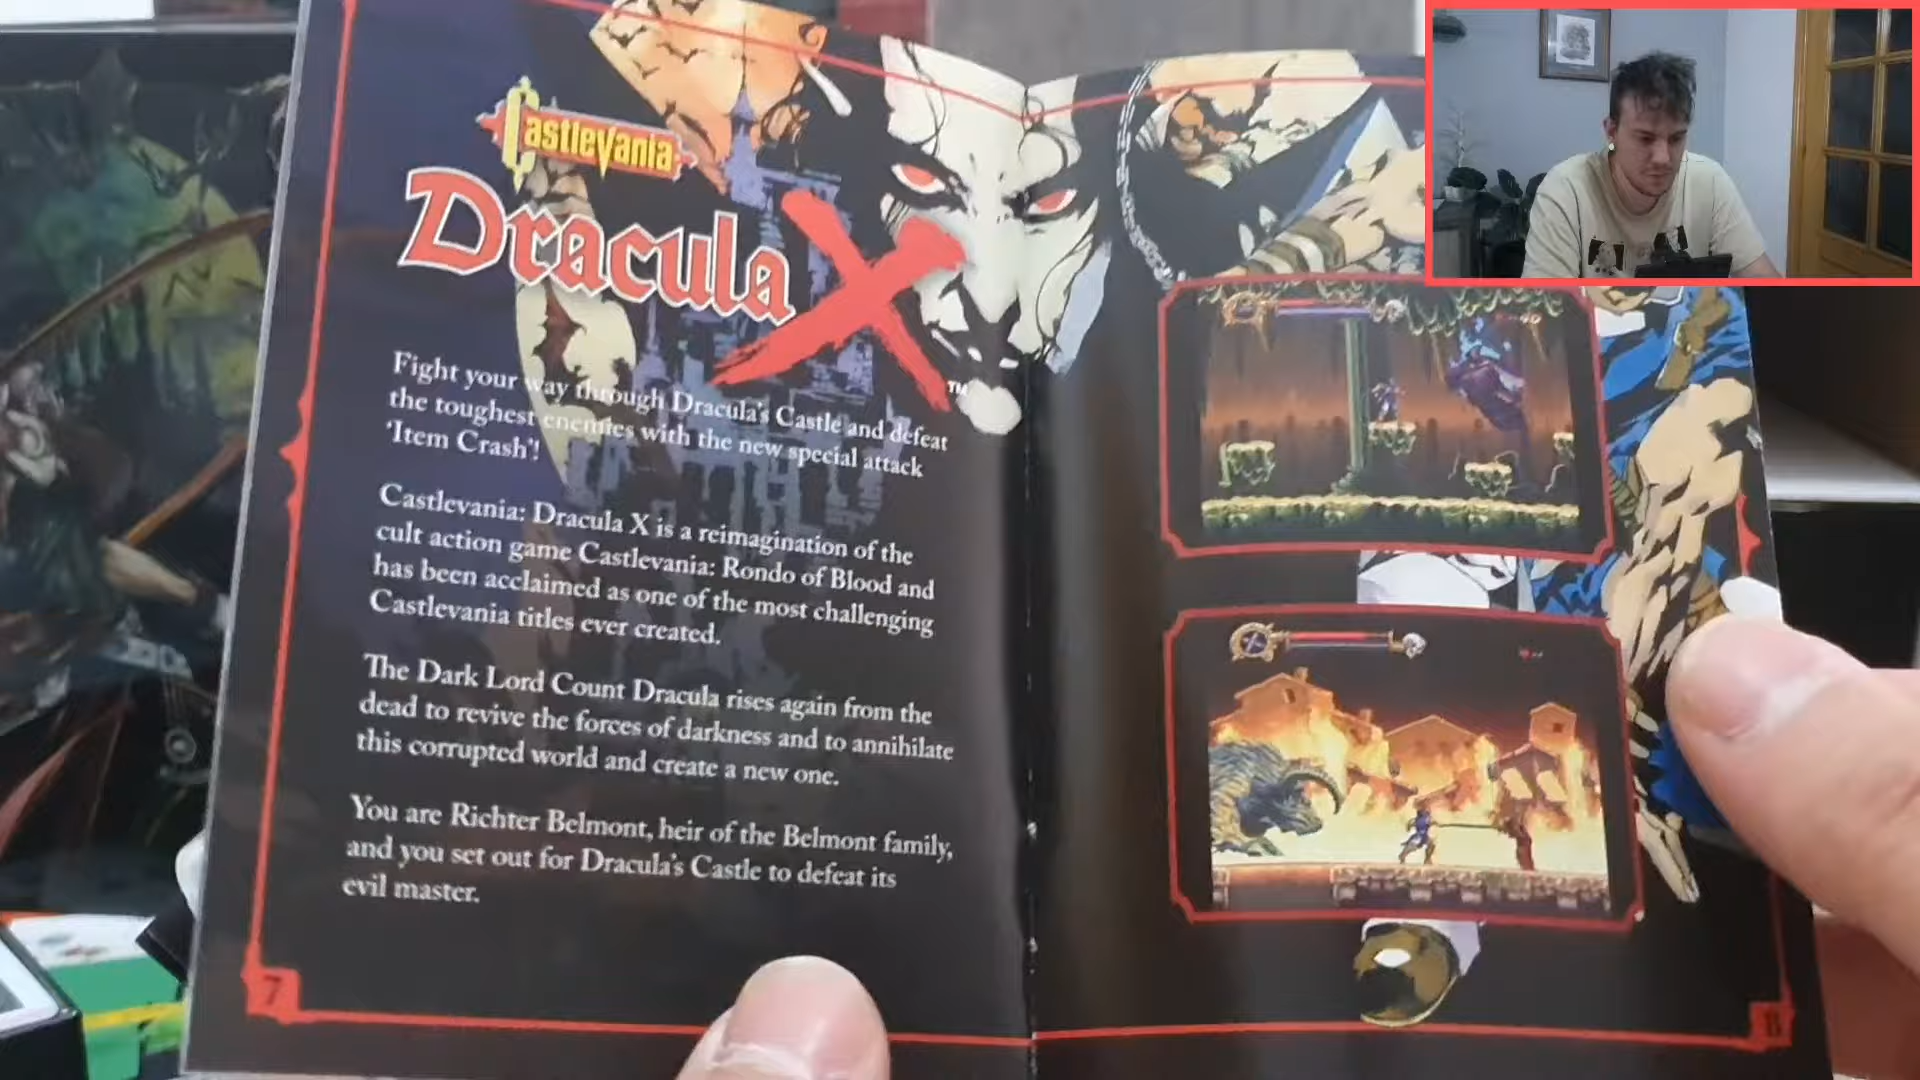 Castlevania
Dracula X
TM
Fight your way through Dracula's Castle and defeat
the toughest enemies with the new special attack
'Item Crash'!
Castlevania: Dracula X is a reimagination of the
cult action game Castlevania: Rondo of Blood and
has been acclaimed as one of the most challenging
Castlevania titles ever created.
The Dark Lord Count Dracula rises again from the
dead to revive the forces of darkness and to annihilate
this corrupted world and create a new one.
You are Richter Belmont, heir of the Belmont family,
and you set out for Dracula's Castle to defeat its
evil master.
7
8